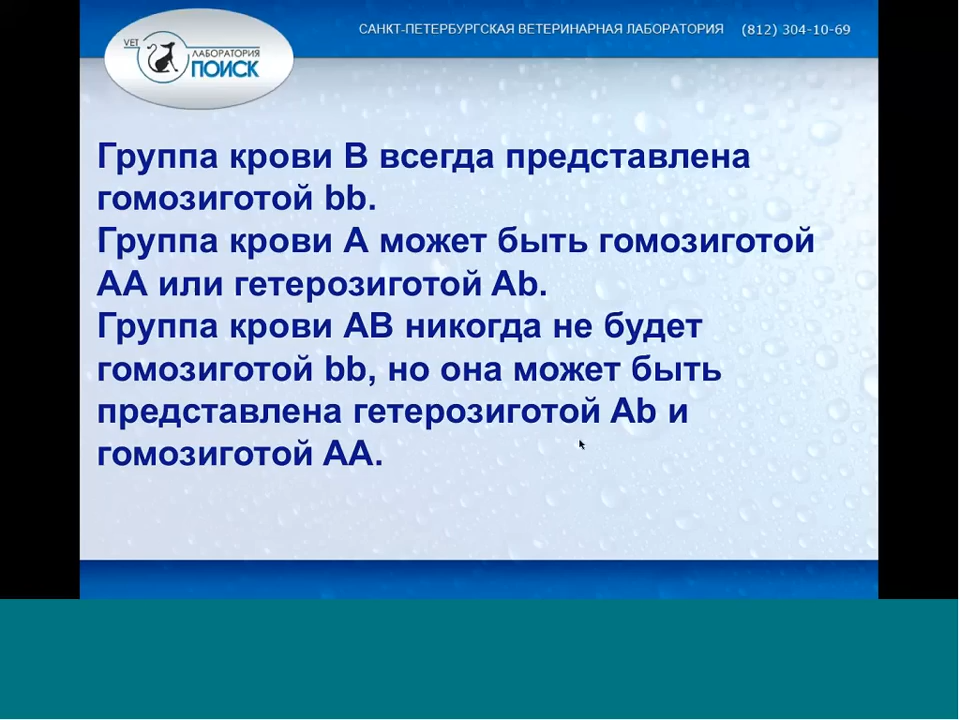 VET
ЛАБОРАТОРИЯ
ПОИСК
САНКТ-ПЕТЕРБУРГСКАЯ ВЕТЕРИНАРНАЯ ЛАБОРАТОРИЯ (812) 304-10-69
Группа крови В всегда представлена
гомозиготой bb.
Группа крови А может быть гомозиготой
АА или гетерозиготой Ab.
Группа крови АВ никогда не будет
гомозиготой bb, но она может быть
представлена гетерозиготой Ab и
гомозиготой АА.